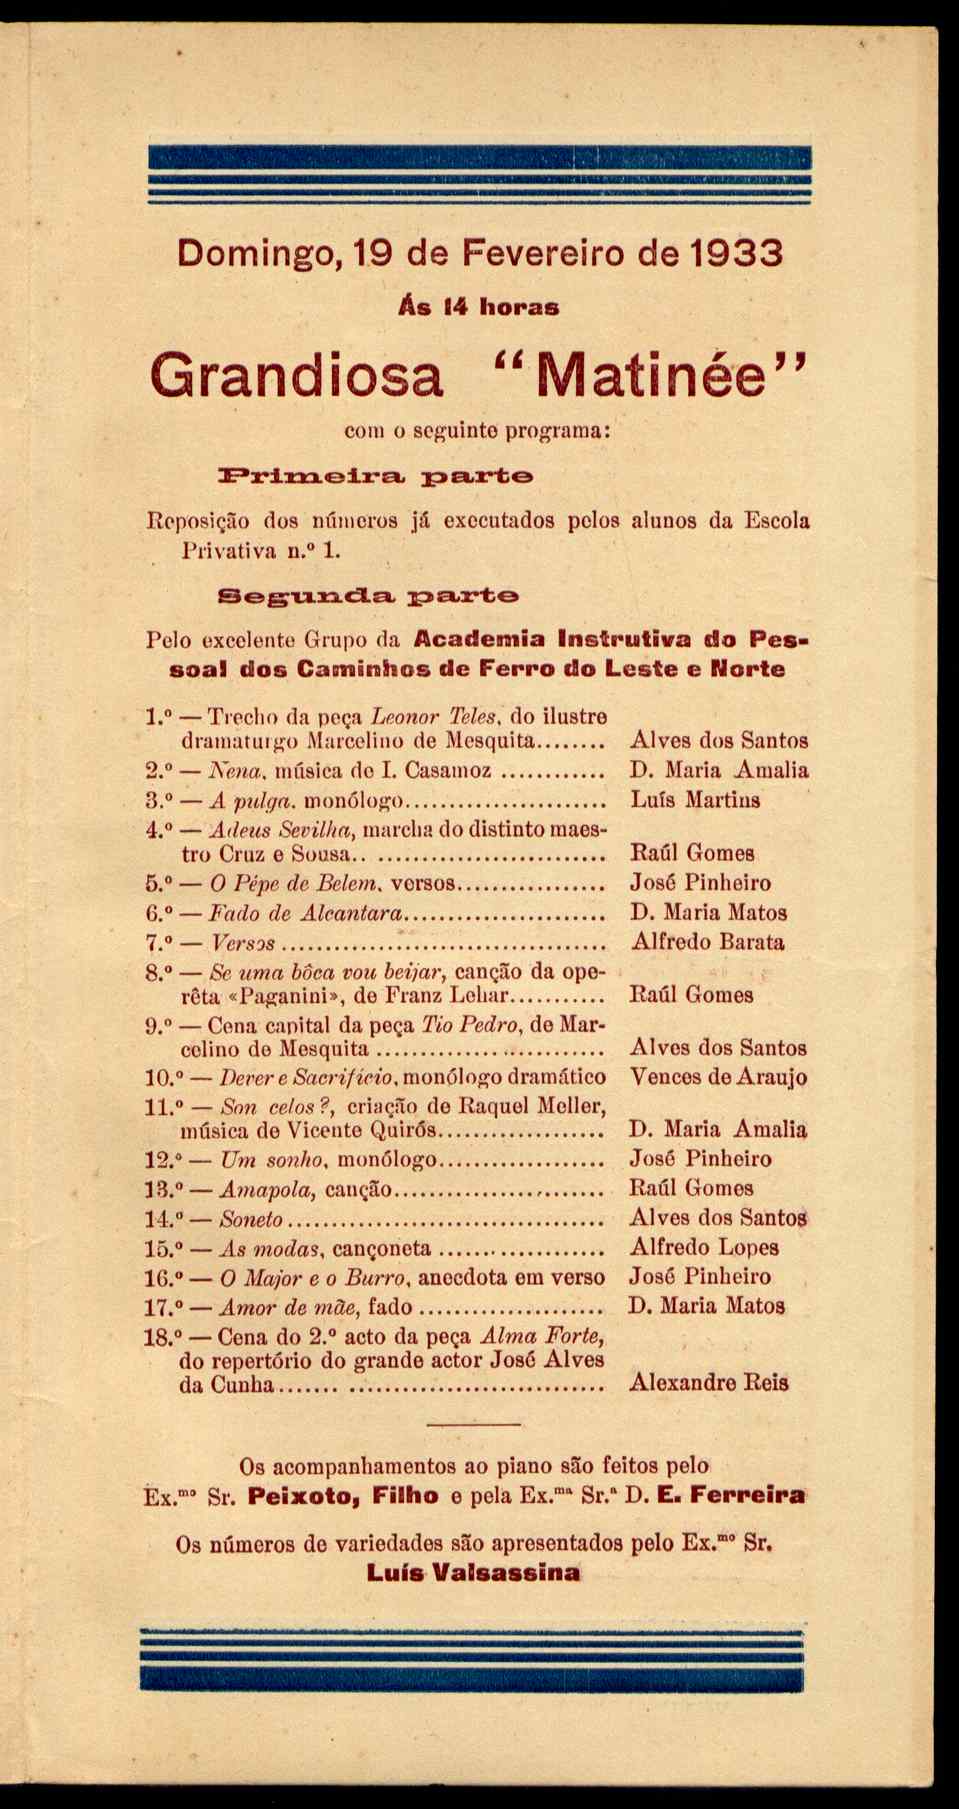 Domingo, 19 de Fevereiro de 1933
Ás 14 horas
Grandiosa “Matinée”
com o seguinte programa:
Primeira parte
Reposição dos números já executados pelos alunos da Escola
Privativa n.º 1.
Segunda parte
Pelo excelente Grupo da Academia Instrutiva do Pes-
soal dos Caminhos de Ferro do Leste e Norte
1.º — Trecho da peça Leonor Teles, do ilustre
dramaturgo Marcelino de Mesquita........ Alves dos Santos
2.º — Nena, música de I. Casamoz ............ D. Maria Amalia
3.º — A pulga, monólogo....................... Luís Martins
4.º — Adeus Sevilha, marcha do distinto maes-
tro Cruz e Sousa.. .......................... Raúl Gomes
5.º — O Pépe de Belem, versos................. José Pinheiro
6.º — Fado de Alcantara....................... D. Maria Matos
7.º — Versos ..................................... Alfredo Barata
8.º — Se uma bôca vou beijar, canção da ope-
rêta «Paganini», de Franz Lehar........... Raúl Gomes
9.º — Cena capital da peça Tio Pedro, de Mar-
celino de Mesquita .......................... Alves dos Santos
10.º — Dever e Sacrifício, monólogo dramático Vences de Araujo
11.º — Son celos?, criação de Raquel Meller,
música de Vicente Quirós................... D. Maria Amalia
12.º — Um sonho, monólogo................... José Pinheiro
13.º — Amapola, canção........................ Raúl Gomes
14.º — Soneto .................................... Alves dos Santos
15.º — As modas, cançoneta ................... Alfredo Lopes
16.º — O Major e o Burro, anecdota em verso José Pinheiro
17.º — Amor de mãe, fado ..................... D. Maria Matos
18.º — Cena do 2.º acto da peça Alma Forte,
do repertório do grande actor José Alves
da Cunha....... ............................. Alexandre Reis
Os acompanhamentos ao piano são feitos pelo
Ex.mo Sr. Peixoto, Filho e pela Ex.ma Sr.ª D. E. Ferreira
Os números de variedades são apresentados pelo Ex.mo Sr.
Luís Valsassina